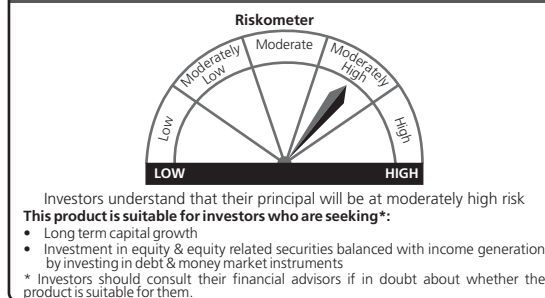 Riskometer
Low
Moderately
Low
Moderate
Moderately
High
High
LOW
HIGH
Investors understand that their principal will be at moderately high risk
This product is suitable for investors who are seeking*:
• Long term capital growth
• Investment in equity & equity related securities balanced with income generation
by investing in debt & money market instruments
* Investors should consult their financial advisors if in doubt about whether the
product is suitable for them.